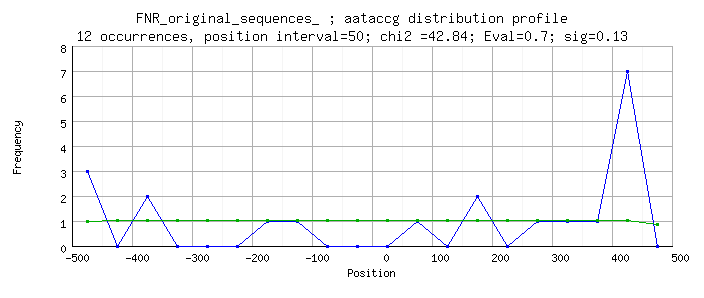 FNR_original_sequences_ ; aataccg distribution profile
12 occurrences, position interval=50; chi2 =42.84; Eval=0.7; sig=0.13
8
7
6
5
4
3
2
1
0
Frequency
-500 -400 -300 -200 -100 0 100 200 300 400 500
Position